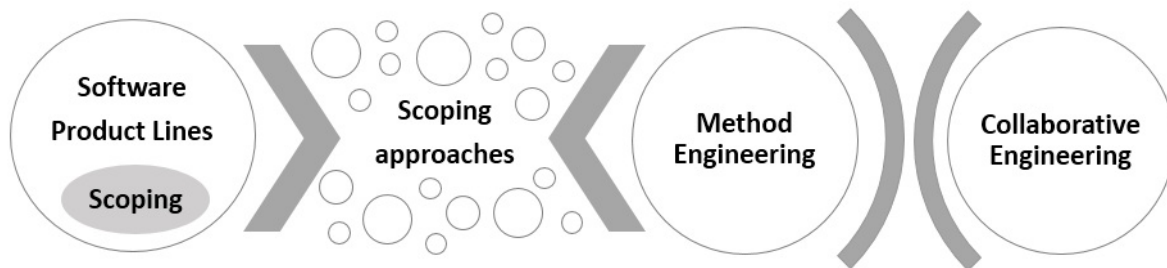 Software
Product Lines
Scoping
Scoping
approaches
Method
Engineering
Collaborative
Engineering